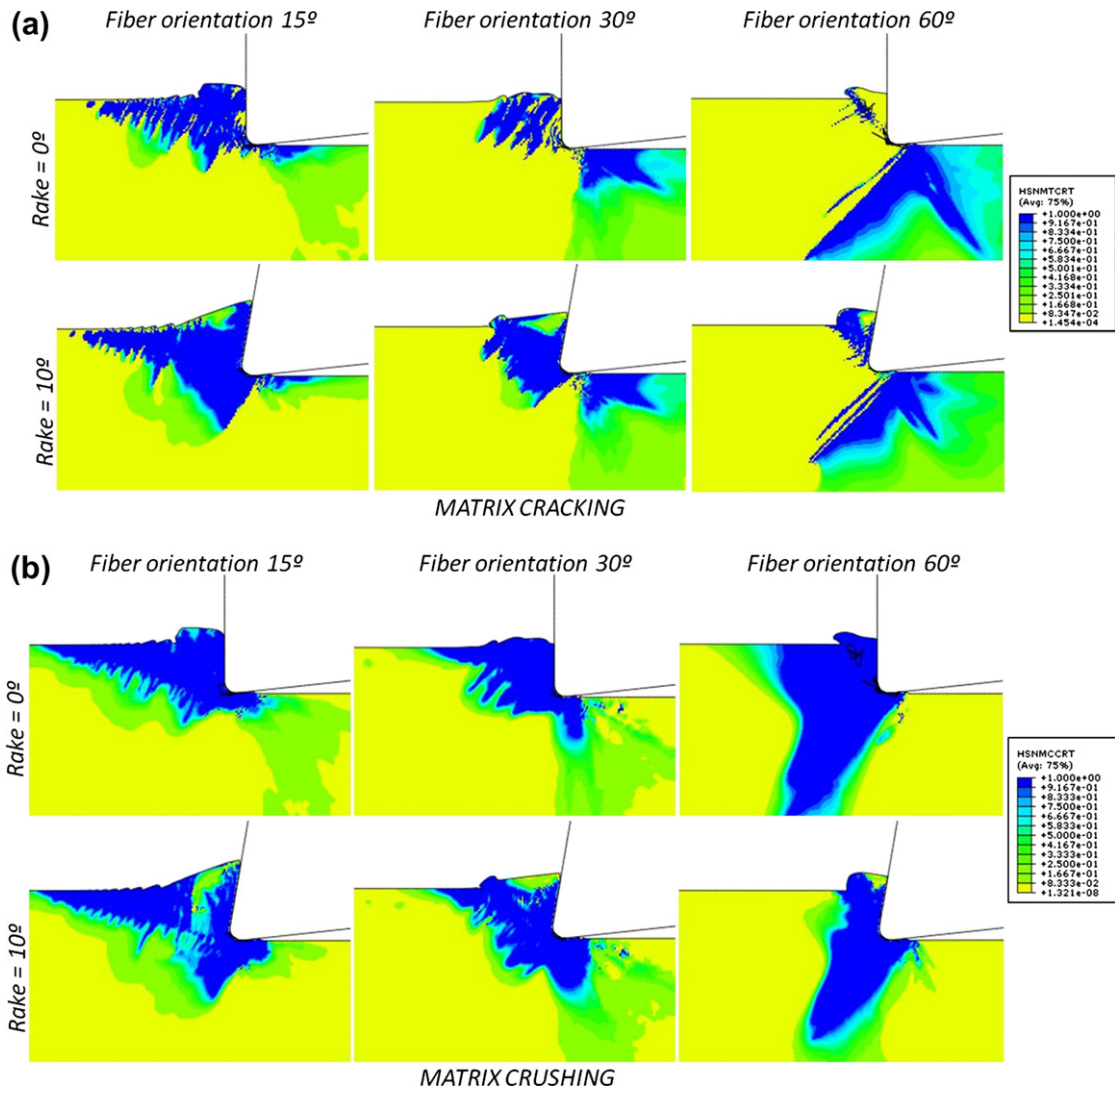 (a)
Fiber orientation 15º
Fiber orientation 30º
Fiber orientation 60º
Rake = 0º
HSNMTCRT
(Avg: 75%)
+1.000e+00
+9.167e-01
+8.334e-01
+7.500e-01
+6.667e-01
+5.834e-01
+5.001e-01
+4.168e-01
+3.334e-01
+2.501e-01
+1.668e-01
+8.347e-02
+1.454e-04
Rake = 10º
MATRIX CRACKING
(b)
Fiber orientation 15º
Fiber orientation 30º
Fiber orientation 60º
Rake = 0º
HSNMCCRT
(Avg: 75%)
+1.000e+00
+9.167e-01
+8.333e-01
+7.500e-01
+6.667e-01
+5.833e-01
+5.000e-01
+4.167e-01
+3.333e-01
+2.500e-01
+1.667e-01
+8.333e-02
+1.321e-08
Rake = 10º
MATRIX CRUSHING